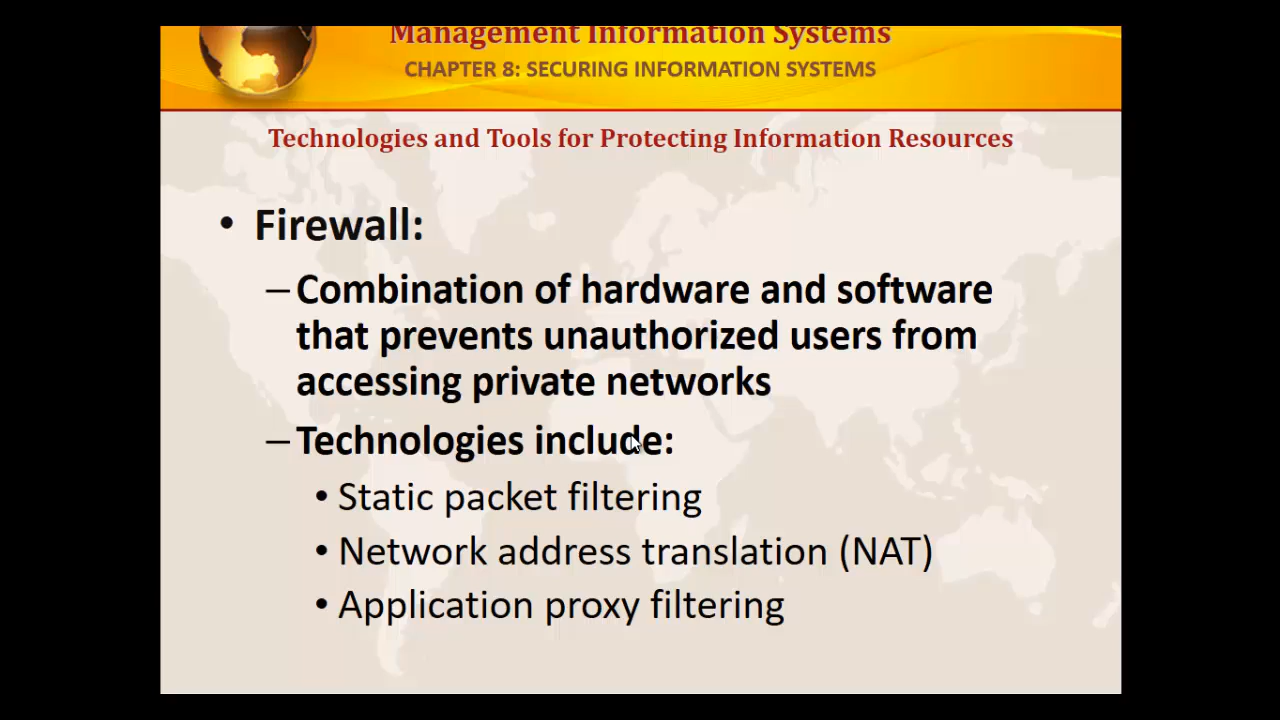 Management Information Systems
CHAPTER 8: SECURING INFORMATION SYSTEMS
Technologies and Tools for Protecting Information Resources
• Firewall:
– Combination of hardware and software
that prevents unauthorized users from
accessing private networks
– Technologies include:
• Static packet filtering
• Network address translation (NAT)
• Application proxy filtering